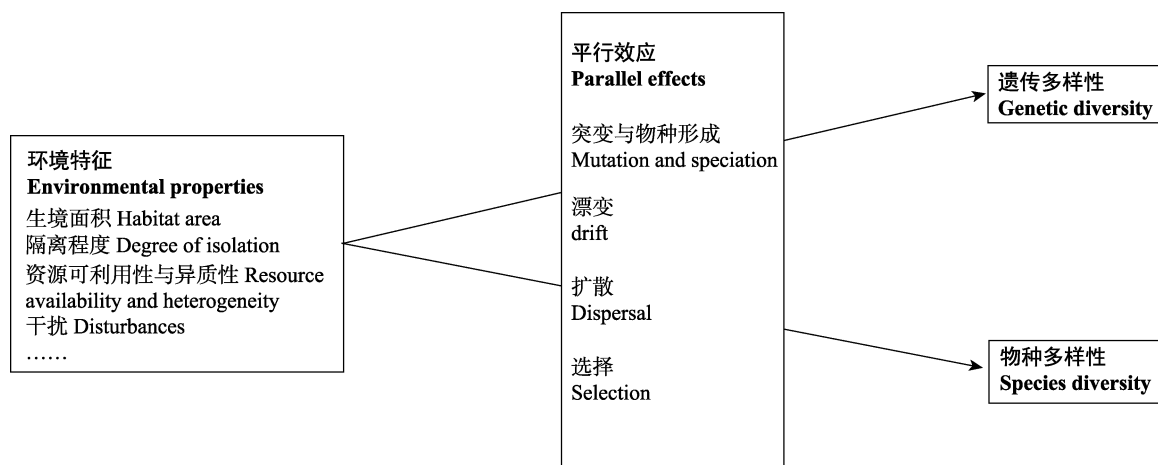 环境特征
Environmental properties
生境面积 Habitat area
隔离程度 Degree of isolation
资源可利用性与异质性 Resource
availability and heterogeneity
干扰 Disturbances
……
平行效应
Parallel effects
突变与物种形成
Mutation and speciation
漂变
drift
扩散
Dispersal
选择
Selection
遗传多样性
Genetic diversity
物种多样性
Species diversity